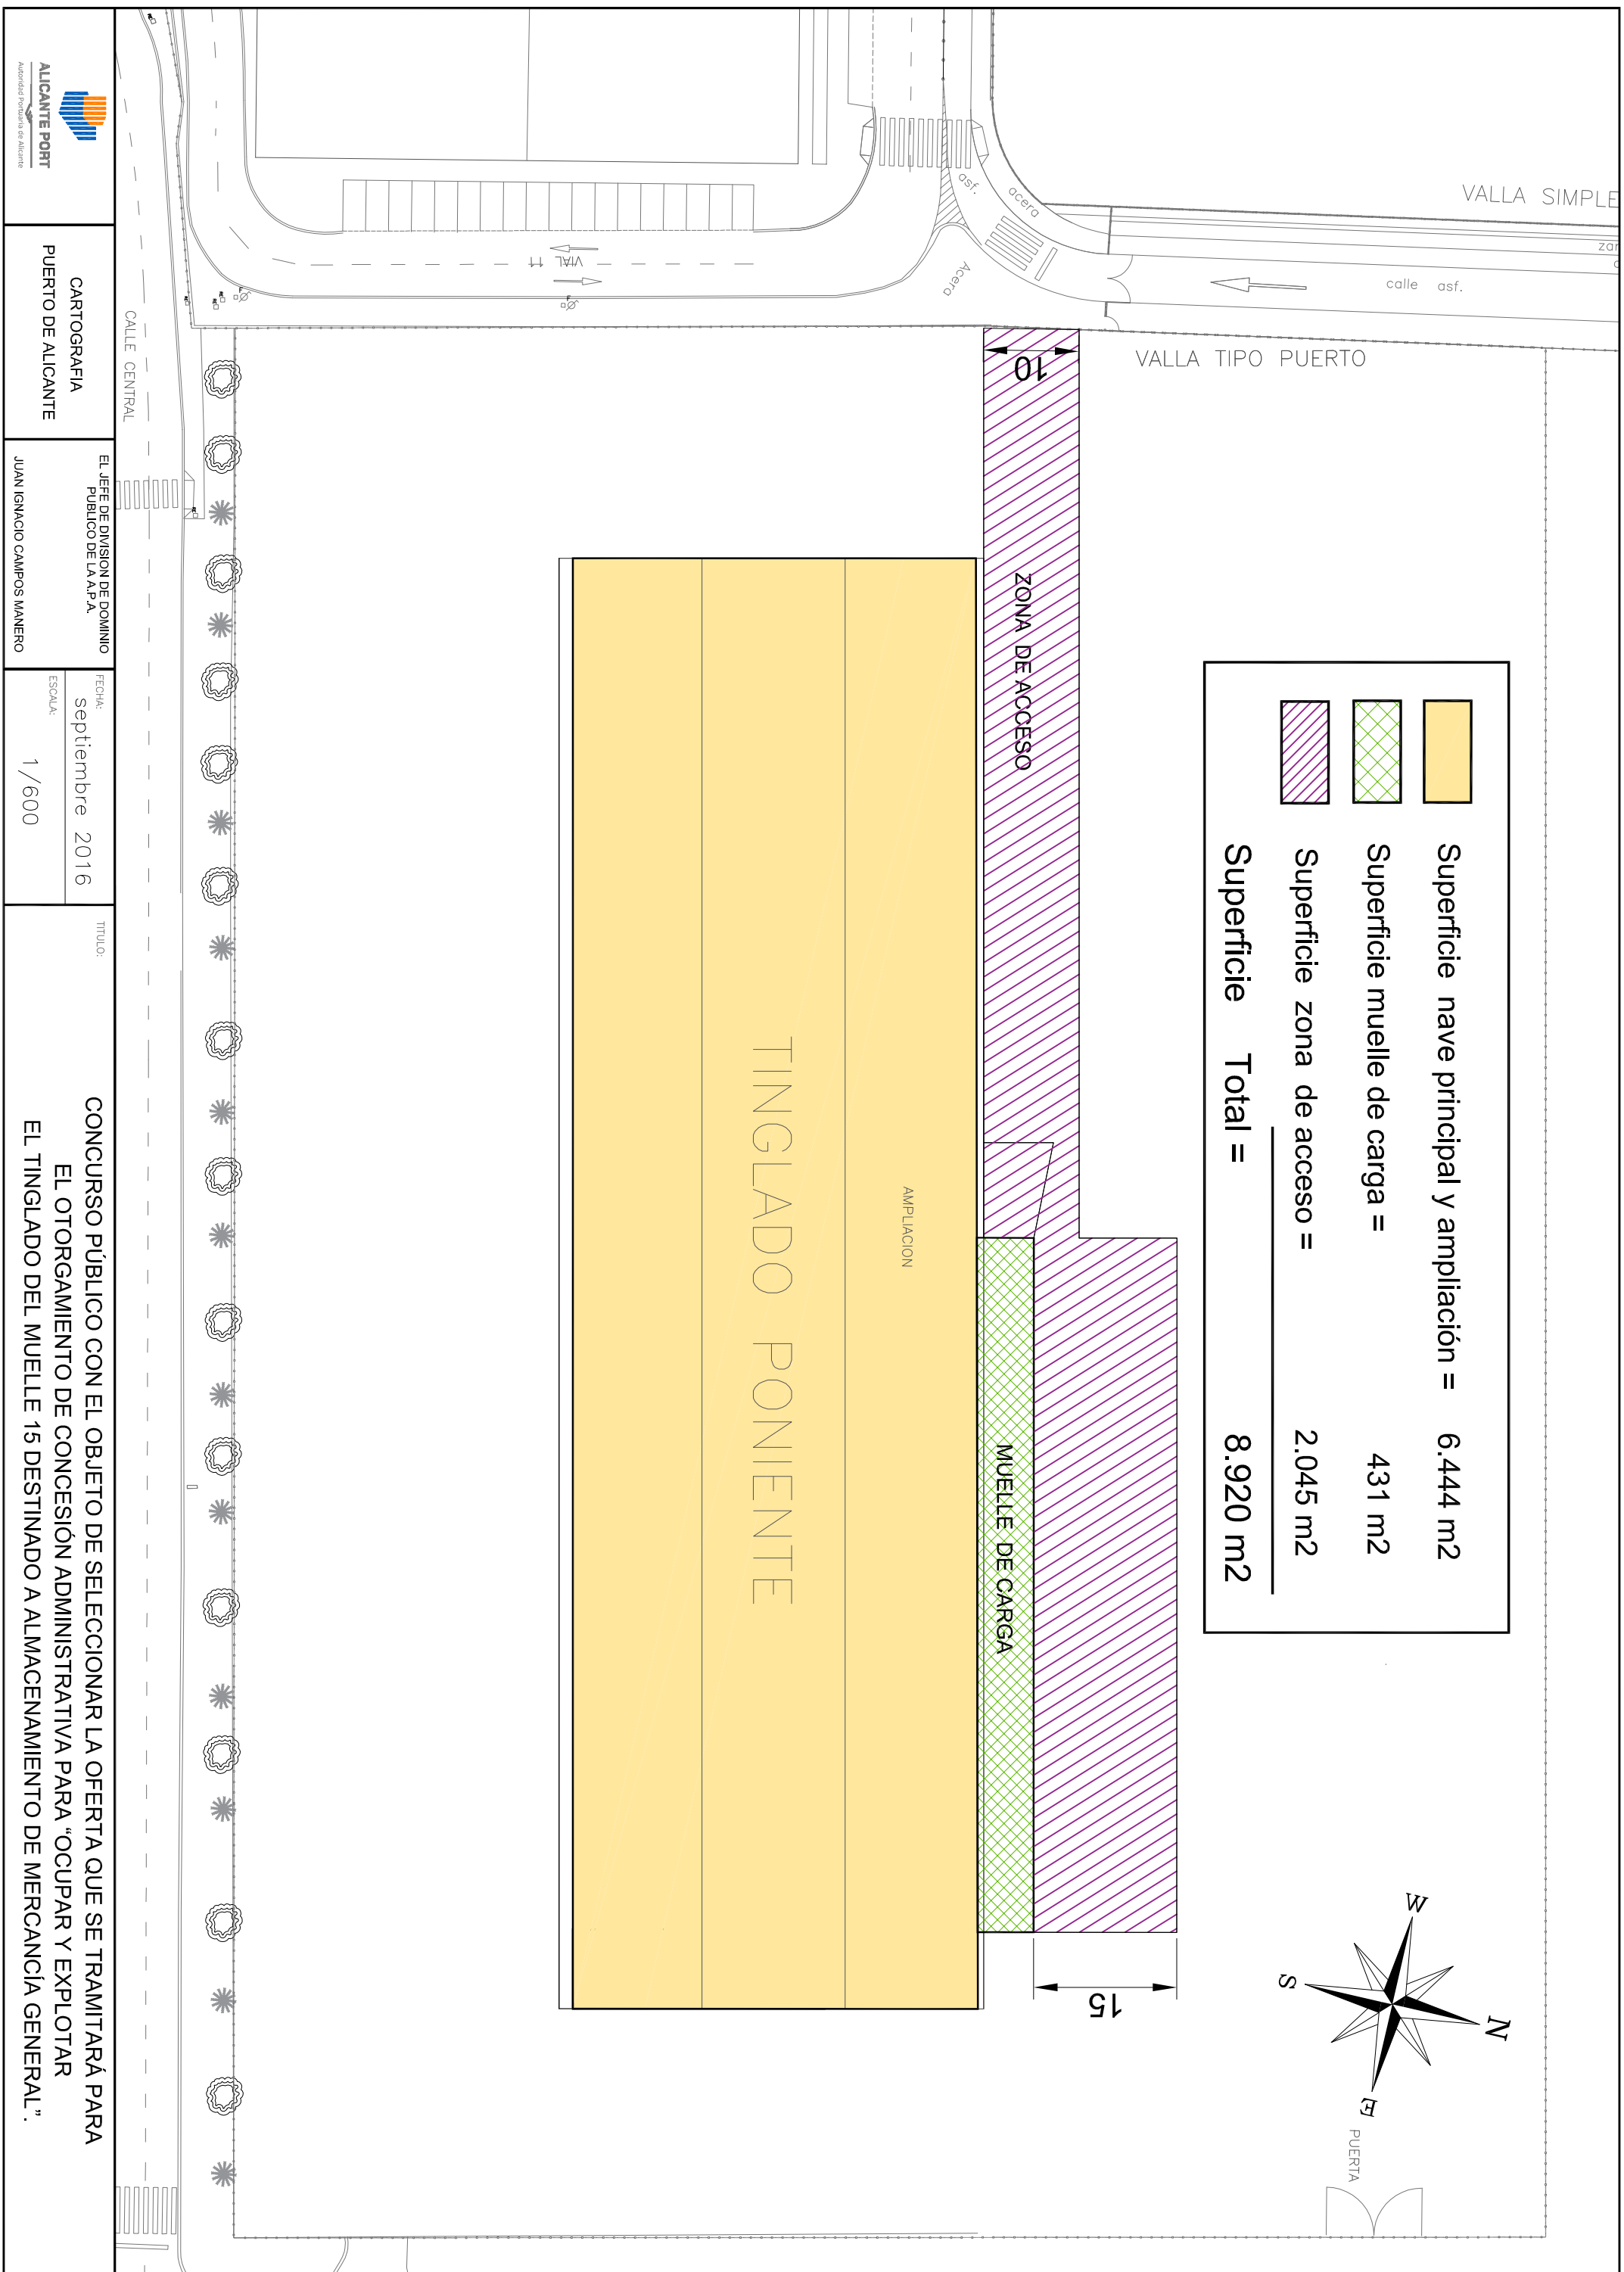 VALLA SIMPLE
calle asf.
acera
asf.
Acera
VIAL 11
VALLA TIPO PUERTO
CALLE CENTRAL
10
ZONA DE ACCESO
Superficie nave principal y ampliación = 6.444 m2
Superficie muelle de carga = 431 m2
Superficie zona de acceso = 2.045 m2
Superficie Total = 8.920 m2
AMPLIACION
TINGLADO PONIENTE
MUELLE DE CARGA
15
N
W
S
E
PUERTA
ALICANTE PORT
Autoridad Portuaria de Alicante
CARTOGRAFIA
PUERTO DE ALICANTE
EL JEFE DE DIVISION DE DOMINIO
PUBLICO DE LA A.P.A.
JUAN IGNACIO CAMPOS MANERO
FECHA:
septiembre 2016
ESCALA:
1/600
TITULO:
CONCURSO PÚBLICO CON EL OBJETO DE SELECCIONAR LA OFERTA QUE SE TRAMITARÁ PARA
EL OTORGAMIENTO DE CONCESIÓN ADMINISTRATIVA PARA “OCUPAR Y EXPLOTAR
EL TINGLADO DEL MUELLE 15 DESTINADO A ALMACENAMIENTO DE MERCANCÍA GENERAL”.